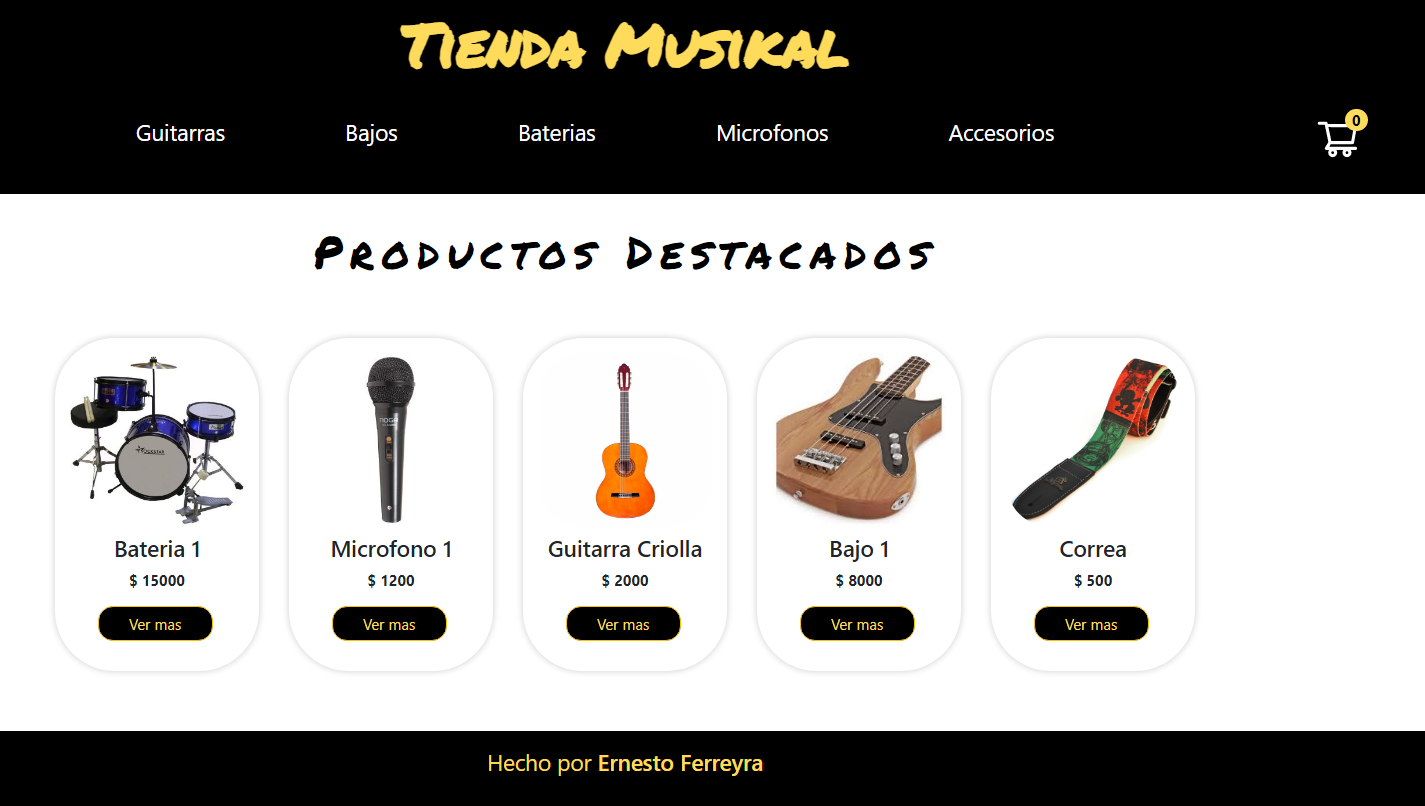 Tienda Musikal
Guitarras Bajos Baterias Microfonos Accesorios 0
Productos Destacados
Bateria 1 Microfono 1 Guitarra Criolla Bajo 1 Correa
$ 15000 $ 1200 $ 2000 $ 8000 $ 500
Ver mas Ver mas Ver mas Ver mas Ver mas
Hecho por Ernesto Ferreyra